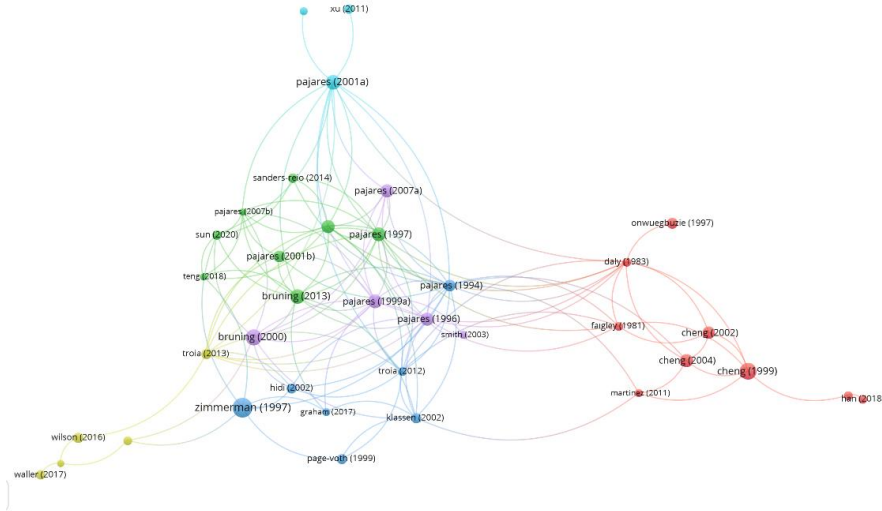 xu (2011)
pajares (2001a)
sanders-reio (2014)
pajares (2007a)
pajares (2007b)
onwuegbuzie (1997)
sun (2020)
pajares (1997)
pajares (2001b)
daly (1983)
teng (2018)
pajares (1994)
bruning (2013)
pajares (1999a)
pajares (1996)
faigley (1981)
smith (2003)
cheng (2002)
bruning (2000)
troia (2013)
cheng (2004)
troia (2012)
cheng (1999)
hidi (2002)
martinez (2011)
han (2018
zimmerman (1997)
graham (2017)
klassen (2002)
wilson (2016)
page-voth (1999)
waller (2017)